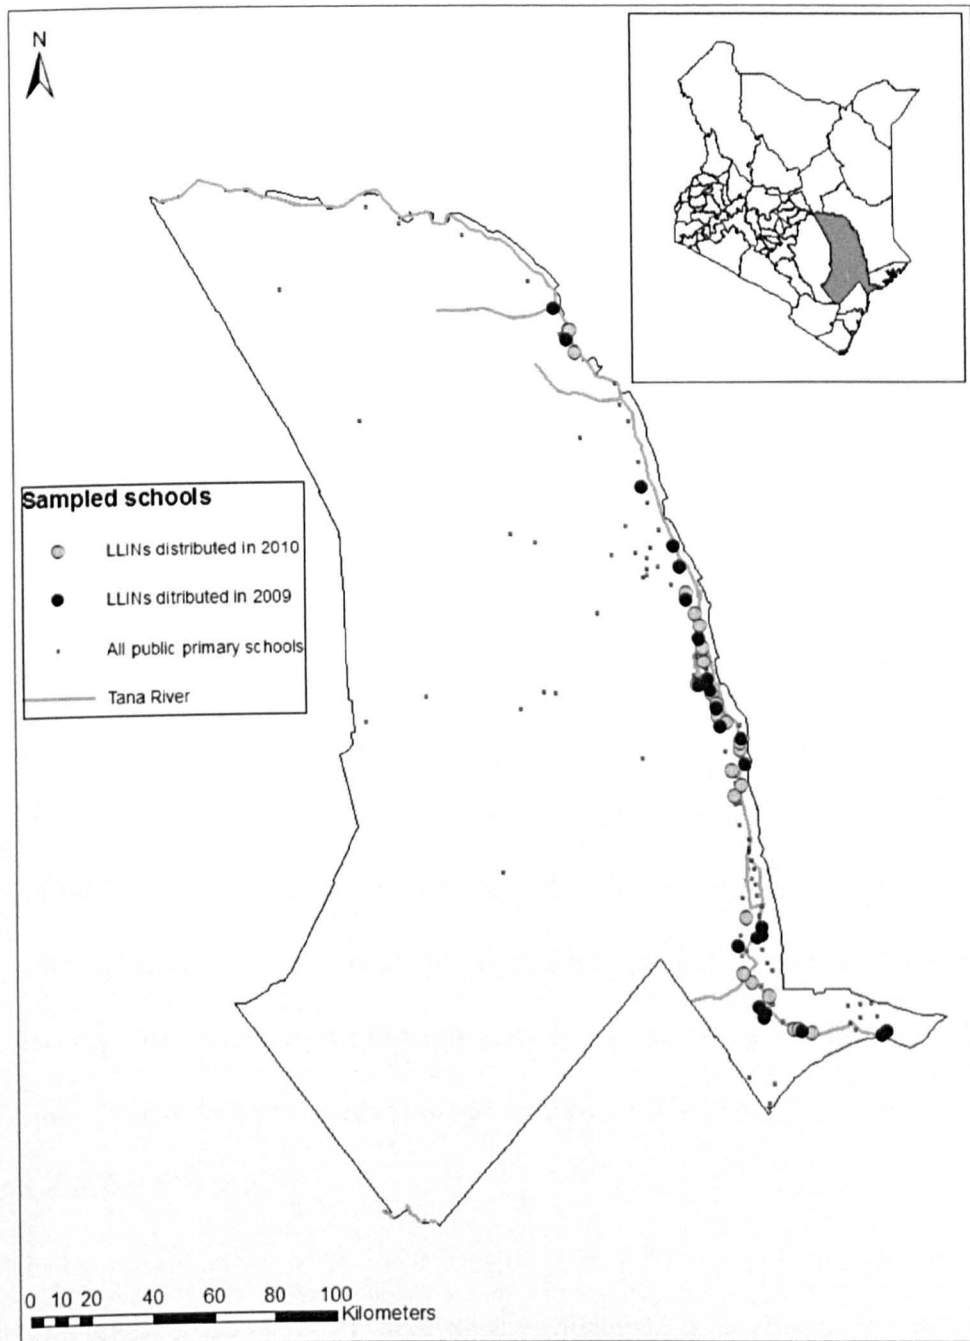 N
Sampled schools
LLINs distributed in 2010
LLINs ditributed in 2009
All public primary schools
Tana River
0 10 20 40 60 80 100
Kilometers